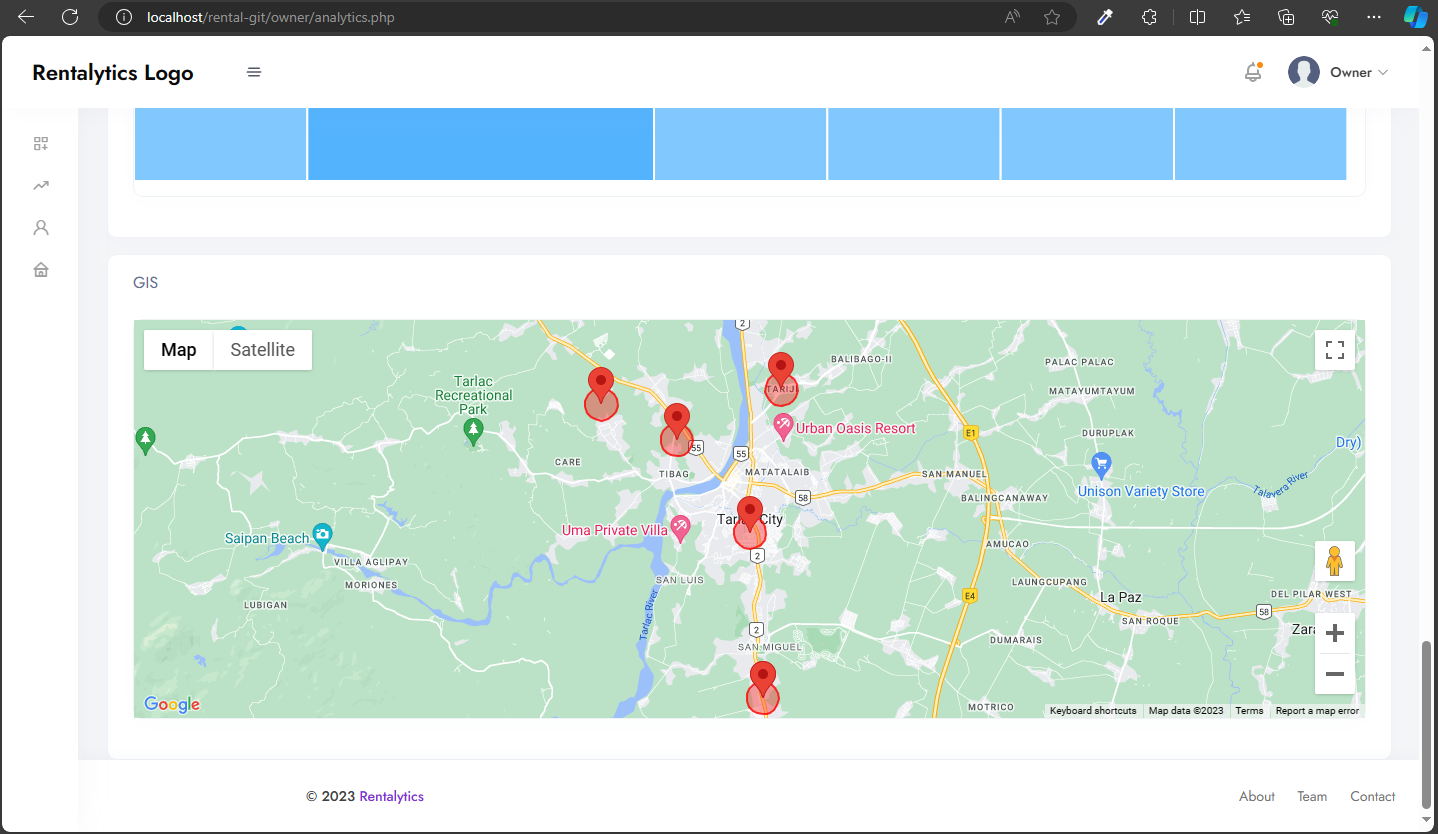 localhost/rental-git/owner/analytics.php
Rentalytics Logo
Owner
GIS
Map
Satellite
2
BALIBAGO-II
PALAC PALAC
Tarlac
Recreational
Park
TARIJ
MATAYUMTAYUM
Urban Oasis Resort
E1
DURUPLAK
Dry)
55
55
CARE
TIBAG
MATATALAIB
SAN MANUEL
58
BALINGCANAWAY
Unison Variety Store
Talavera River
Tarlac City
Uma Private Villa
Saipan Beach
2
AMUCAO
VILLA AGLIPAY
MORIONES
SAN LUIS
LAUNGCUPANG
LUBIGAN
Tarlac River
E4
La Paz
DEL PILAR WEST
58
SAN ROQUE
Zara
2
DUMARAIS
SAN MIGUEL
Google
MOTRICO
Keyboard shortcuts
Map data ©2023
Terms
Report a map error
© 2023 Rentalytics
About
Team
Contact